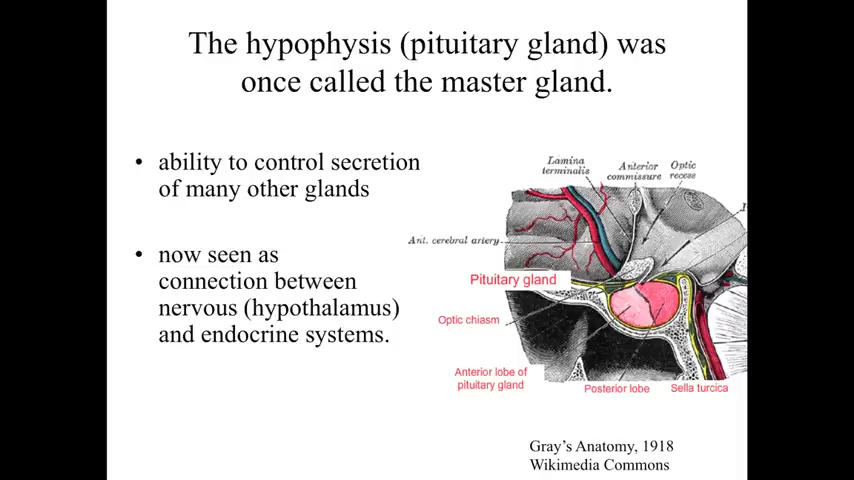 The hypophysis (pituitary gland) was
once called the master gland.
• ability to control secretion
of many other glands
• now seen as
connection between
nervous (hypothalamus)
and endocrine systems.
Lamina
terminalis
Anterior
commissure
Optic
recess
Ant. cerebral artery
Pituitary gland
Optic chiasm
Anterior lobe of
pituitary gland
Posterior lobe
Sella turcica
Gray’s Anatomy, 1918
Wikimedia Commons